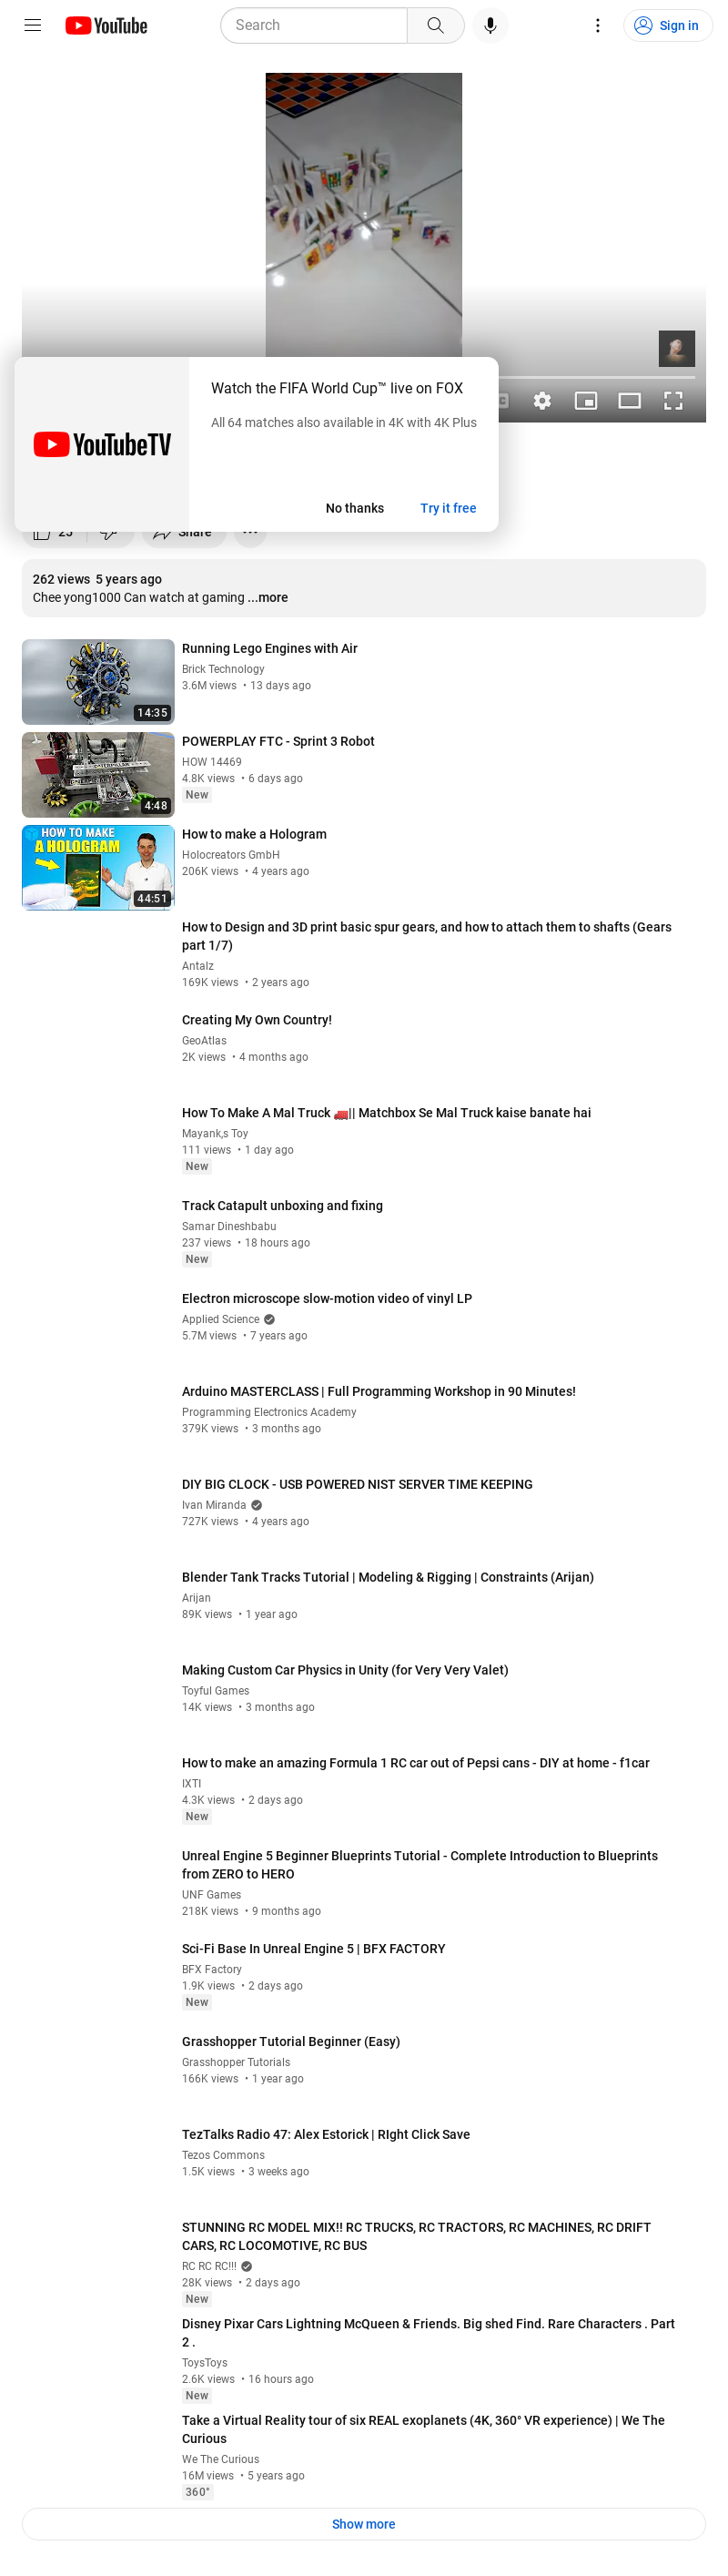 YouTube
Search
Sign in
Watch the FIFA World Cup™ live on FOX
All 64 matches also available in 4K with 4K Plus
YouTubeTV
No thanks
Try it free
25
Share
262 views 5 years ago
Chee yong1000 Can watch at gaming ...more
Running Lego Engines with Air
Brick Technology
3.6M views • 13 days ago
14:35
POWERPLAY FTC - Sprint 3 Robot
HOW 14469
4.8K views • 6 days ago
New
4:48
HOW TO MAKE
A HOLOGRAM
44:51
How to make a Hologram
Holocreators GmbH
206K views • 4 years ago
How to Design and 3D print basic spur gears, and how to attach them to shafts (Gears
part 1/7)
Antalz
169K views • 2 years ago
Creating My Own Country!
GeoAtlas
2K views • 4 months ago
How To Make A Mal Truck 🚛|| Matchbox Se Mal Truck kaise banate hai
Mayank,s Toy
111 views • 1 day ago
New
Track Catapult unboxing and fixing
Samar Dineshbabu
237 views • 18 hours ago
New
Electron microscope slow-motion video of vinyl LP
Applied Science
5.7M views • 7 years ago
Arduino MASTERCLASS | Full Programming Workshop in 90 Minutes!
Programming Electronics Academy
379K views • 3 months ago
DIY BIG CLOCK - USB POWERED NIST SERVER TIME KEEPING
Ivan Miranda
727K views • 4 years ago
Blender Tank Tracks Tutorial | Modeling & Rigging | Constraints (Arijan)
Arijan
89K views • 1 year ago
Making Custom Car Physics in Unity (for Very Very Valet)
Toyful Games
14K views • 3 months ago
How to make an amazing Formula 1 RC car out of Pepsi cans - DIY at home - f1car
IXTI
4.3K views • 2 days ago
New
Unreal Engine 5 Beginner Blueprints Tutorial - Complete Introduction to Blueprints
from ZERO to HERO
UNF Games
218K views • 9 months ago
Sci-Fi Base In Unreal Engine 5 | BFX FACTORY
BFX Factory
1.9K views • 2 days ago
New
Grasshopper Tutorial Beginner (Easy)
Grasshopper Tutorials
166K views • 1 year ago
TezTalks Radio 47: Alex Estorick | RIght Click Save
Tezos Commons
1.5K views • 3 weeks ago
STUNNING RC MODEL MIX!! RC TRUCKS, RC TRACTORS, RC MACHINES, RC DRIFT
CARS, RC LOCOMOTIVE, RC BUS
RC RC RC!!!
28K views • 2 days ago
New
Disney Pixar Cars Lightning McQueen & Friends. Big shed Find. Rare Characters . Part
2 .
ToysToys
2.6K views • 16 hours ago
New
Take a Virtual Reality tour of six REAL exoplanets (4K, 360° VR experience) | We The
Curious
We The Curious
16M views • 5 years ago
360°
Show more